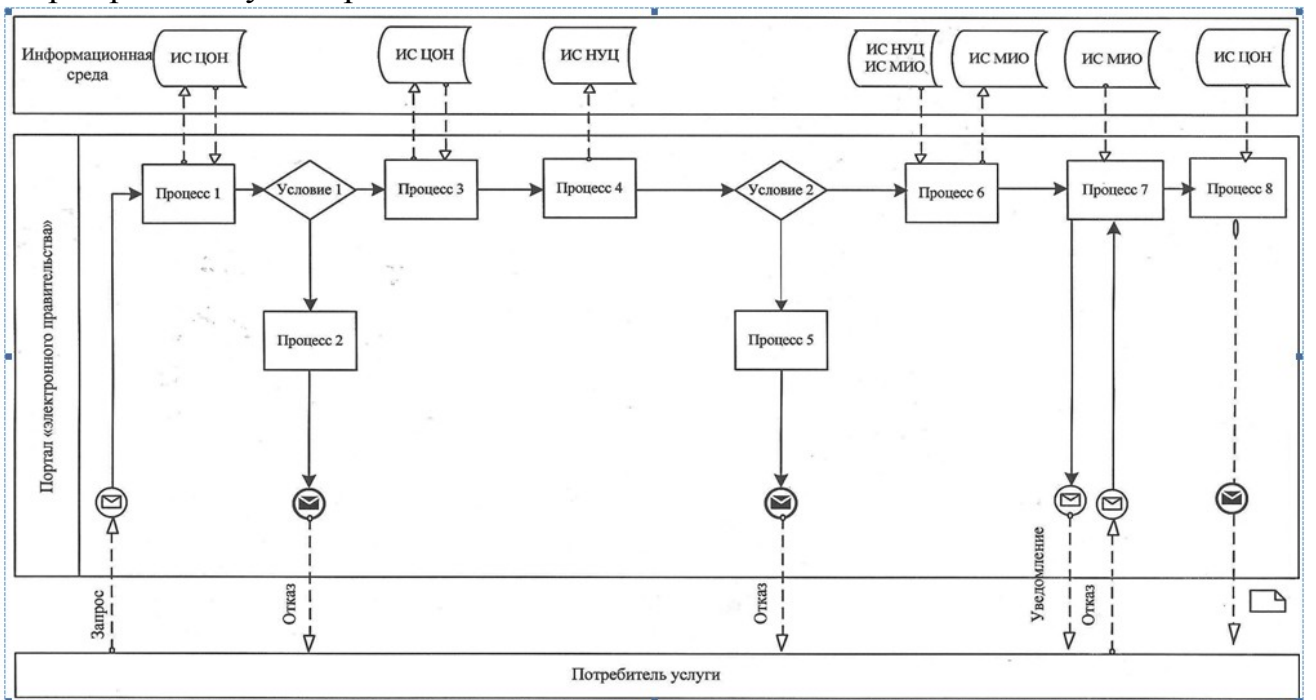 Информационная
среда
ИС ЦОН
ИС ЦОН
ИС НУЦ
ИС НУЦ
ИС МИО
ИС МИО
ИС МИО
ИС ЦОН
Портал «электронного правительства»
Процесс 1
Условие 1
Процесс 3
Процесс 4
Условие 2
Процесс 6
Процесс 7
Процесс 8
Процесс 2
Процесс 5
Запрос
Отказ
Отказ
Уведомление
Отказ
Потребитель услуги